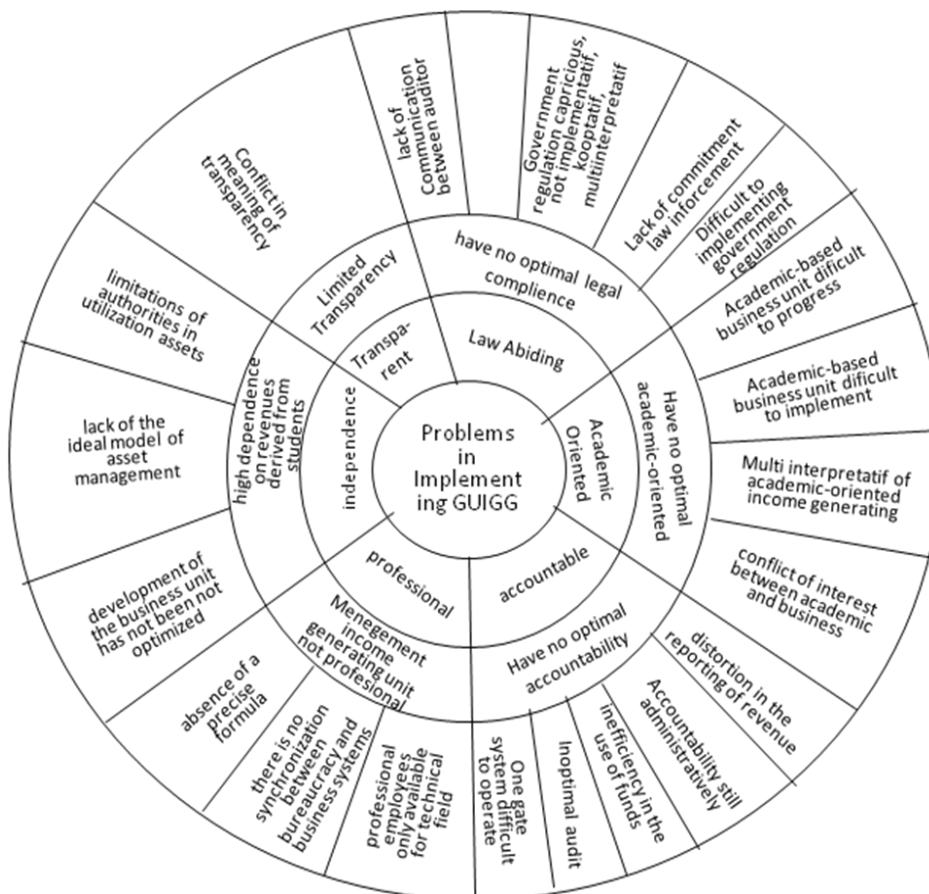 Problems
in
Implement
ing GUIGG
Transpa-
rent
Law Abiding
Academic
Oriented
accountable
professional
independence
Limited
Transparency
have no optimal legal
complience
Have no optimal
academic-oriented
Have no optimal
accountability
Menegement
income
generating unit
not profesional
high dependence
on revenues
derived from
students
Conflict in
meaning of
transparency
lack of
Communication
between auditor
Government
regulation capricious,
not implementatif,
kooptatif,
multiinterpretatif
Lack of commitment
law inforcement
Difficult to
implementing
government
regulation
Academic-based
business unit dificult
to progress
Academic-based
business unit dificult
to implement
Multi interpretatif of
academic-oriented
income generating
conflict of interest
between academic
and business
distortion in the
reporting of revenue
Accountability still
administratively
inefficiency in the
use of funds
Inoptimal audit
One gate
system difficult
to operate
professional
employees
only available
for technical
field
there is no
synchronization
between
bureaucracy and
business systems
absence of a
precise
formula
development of
the business unit
has not been not
optimized
lack of the
ideal model of
asset
management
limitations of
authorities in
utilization assets